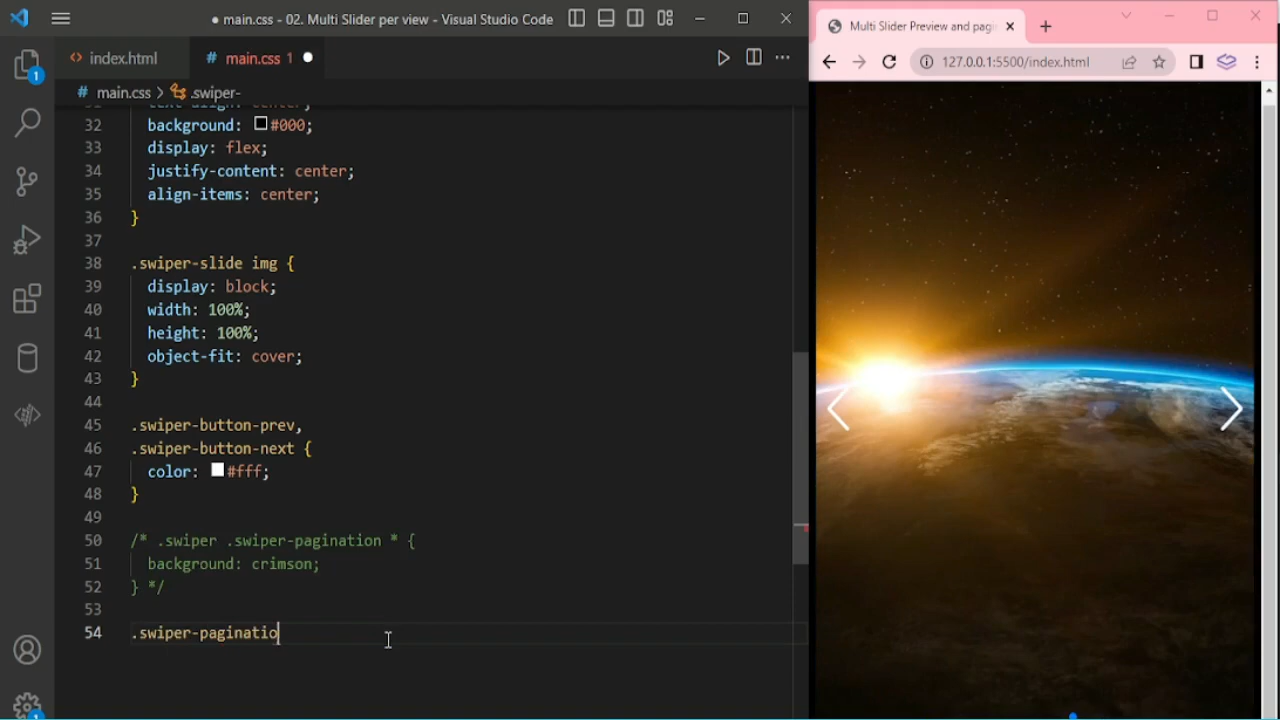 ● main.css - 02. Multi Slider per view - Visual Studio Code
index.html
# main.css 1 ●
# main.css > .swiper-
32 background: #000;
33 display: flex;
34 justify-content: center;
35 align-items: center;
36 }
37
38 .swiper-slide img {
39 display: block;
40 width: 100%;
41 height: 100%;
42 object-fit: cover;
43 }
44
45 .swiper-button-prev,
46 .swiper-button-next {
47 color: #fff;
48 }
49
50 /* .swiper .swiper-pagination * {
51 background: crimson;
52 } */
53
54 .swiper-paginatio
1
1
Multi Slider Preview and pagi
127.0.0.1:5500/index.html